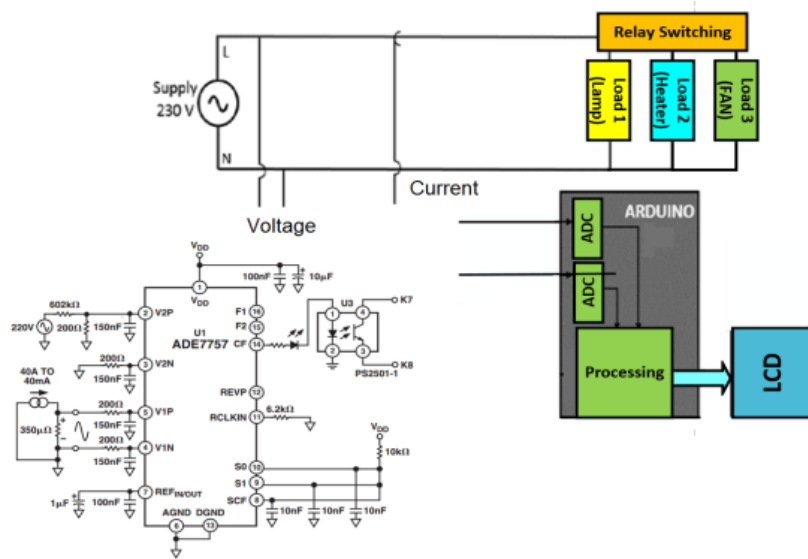 Relay Switching
L
Supply
230 V
N
Load 1
(Lamp)
Load 2
(Heater)
Load 3
(FAN)
Current
Voltage
ARDUINO
ADC
ADC
Processing
LCD
VDD
100nF
10µF
1
VDD
602kΩ
2
V2P
220V
200Ω
150nF
U1
ADE7757
F1
16
F2
15
CF
14
U3
1
4
K7
2
3
K8
PS2501-1
200Ω
3
V2N
150nF
40A TO
40mA
REVP
12
200Ω
5
V1P
RCLKIN
11
6.2kΩ
350µΩ
+
−
150nF
200Ω
4
V1N
150nF
VDD
10kΩ
S0
10
S1
9
SCF
8
10nF
10nF
10nF
1µF
100nF
7
REFIN/OUT
AGND
DGND
6
13